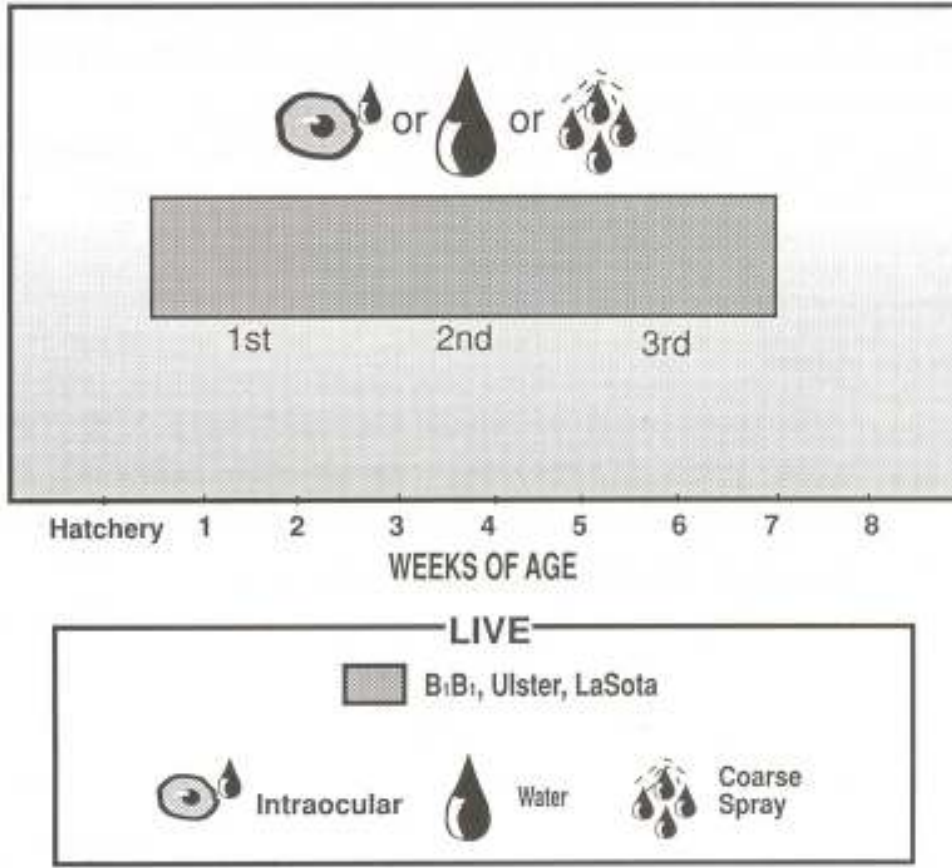 or or
1st 2nd 3rd
Hatchery 1 2 3 4 5 6 7 8
WEEKS OF AGE
LIVE
B₁B₁, Ulster, LaSota
Intraocular Water Coarse
Spray